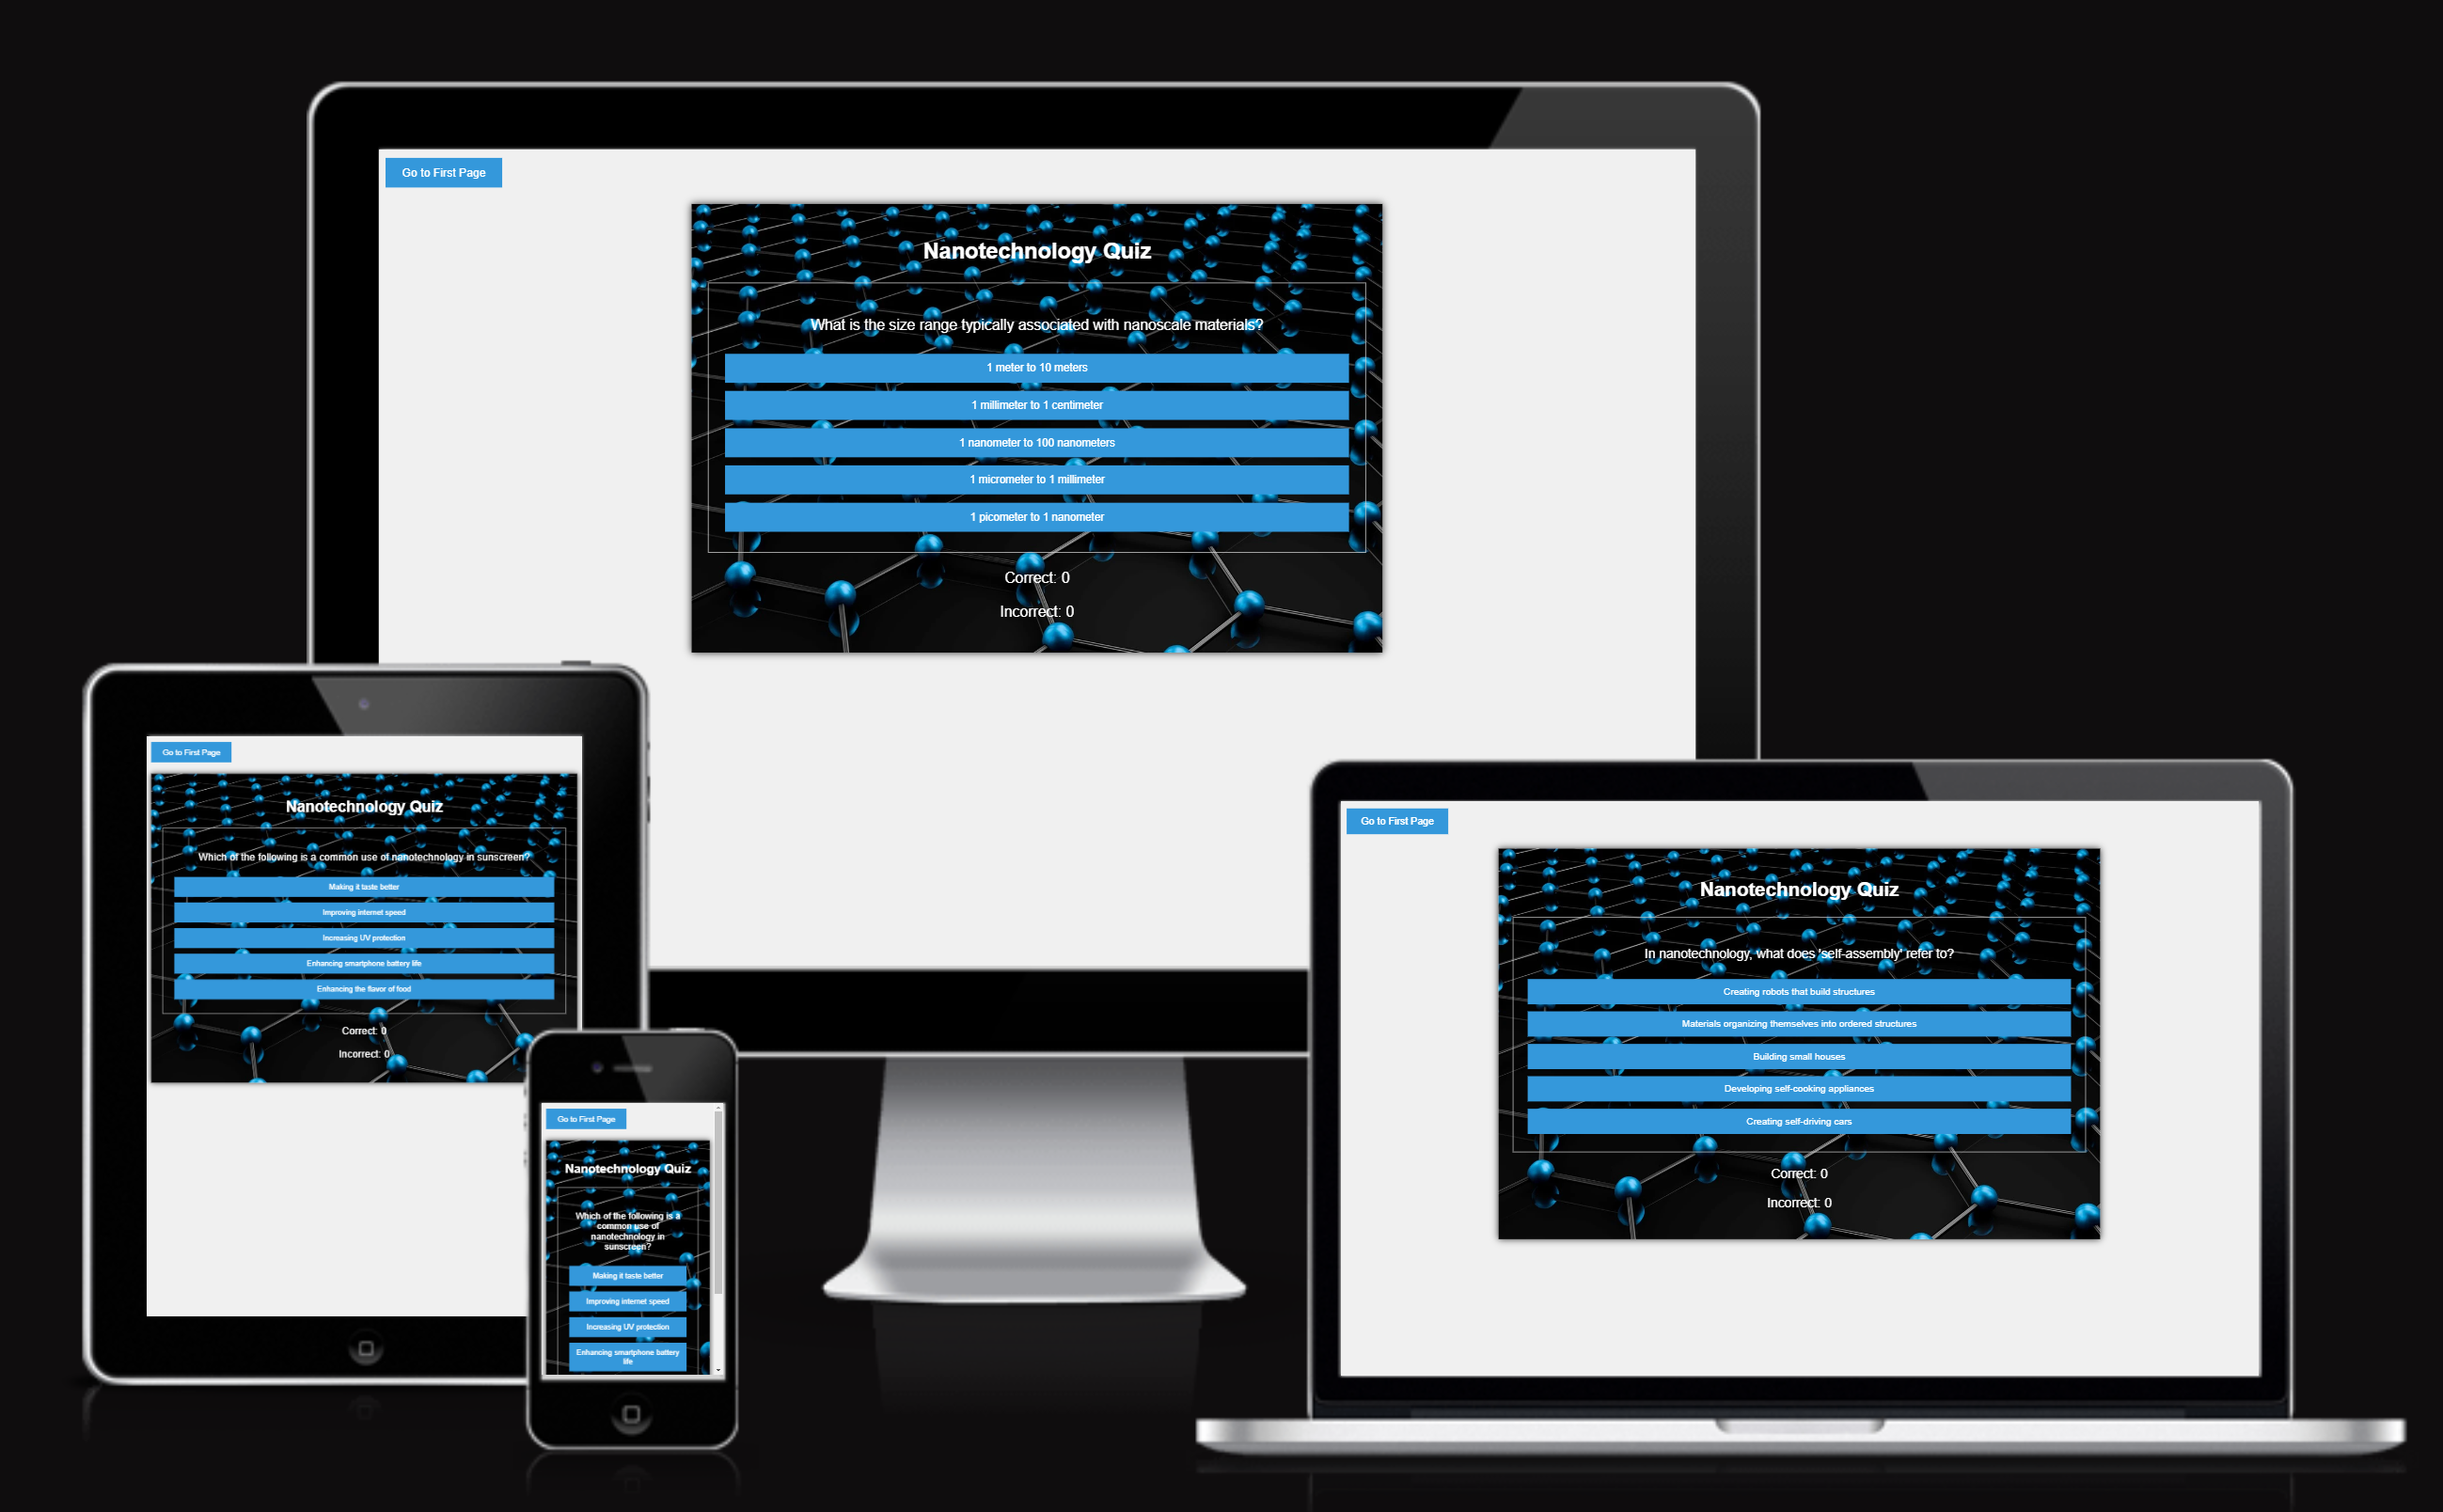 Go to First Page
Nanotechnology Quiz
What is the size range typically associated with nanoscale materials?
1 meter to 10 meters
1 millimeter to 1 centimeter
1 nanometer to 100 nanometers
1 micrometer to 1 millimeter
1 picometer to 1 nanometer
Correct: 0
Incorrect: 0
Go to First Page
Nanotechnology Quiz
Which of the following is a common use of nanotechnology in sunscreen?
Making it taste better
Improving internet speed
Increasing UV protection
Enhancing smartphone battery life
Enhancing the flavor of food
Correct: 0
Incorrect: 0
Go to First Page
Nanotechnology Quiz
Which of the following is a
common use of
nanotechnology in
sunscreen?
Making it taste better
Improving internet speed
Increasing UV protection
Enhancing smartphone battery
life
Go to First Page
Nanotechnology Quiz
In nanotechnology, what does 'self-assembly' refer to?
Creating robots that build structures
Materials organizing themselves into ordered structures
Building small houses
Developing self-cooking appliances
Creating self-driving cars
Correct: 0
Incorrect: 0